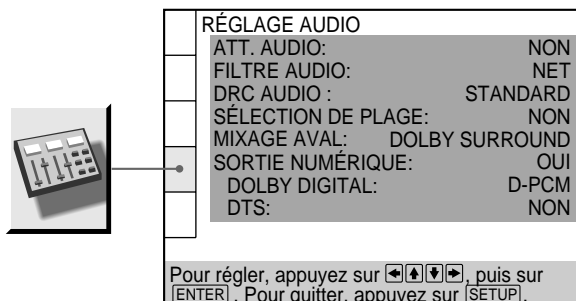 RÉGLAGE AUDIO
ATT. AUDIO: NON
FILTRE AUDIO: NET
DRC AUDIO : STANDARD
SÉLECTION DE PLAGE: NON
MIXAGE AVAL: DOLBY SURROUND
SORTIE NUMÉRIQUE: OUI
DOLBY DIGITAL: D-PCM
DTS: NON
Pour régler, appuyez sur ←↑↓→, puis sur
ENTER . Pour quitter, appuyez sur SETUP.